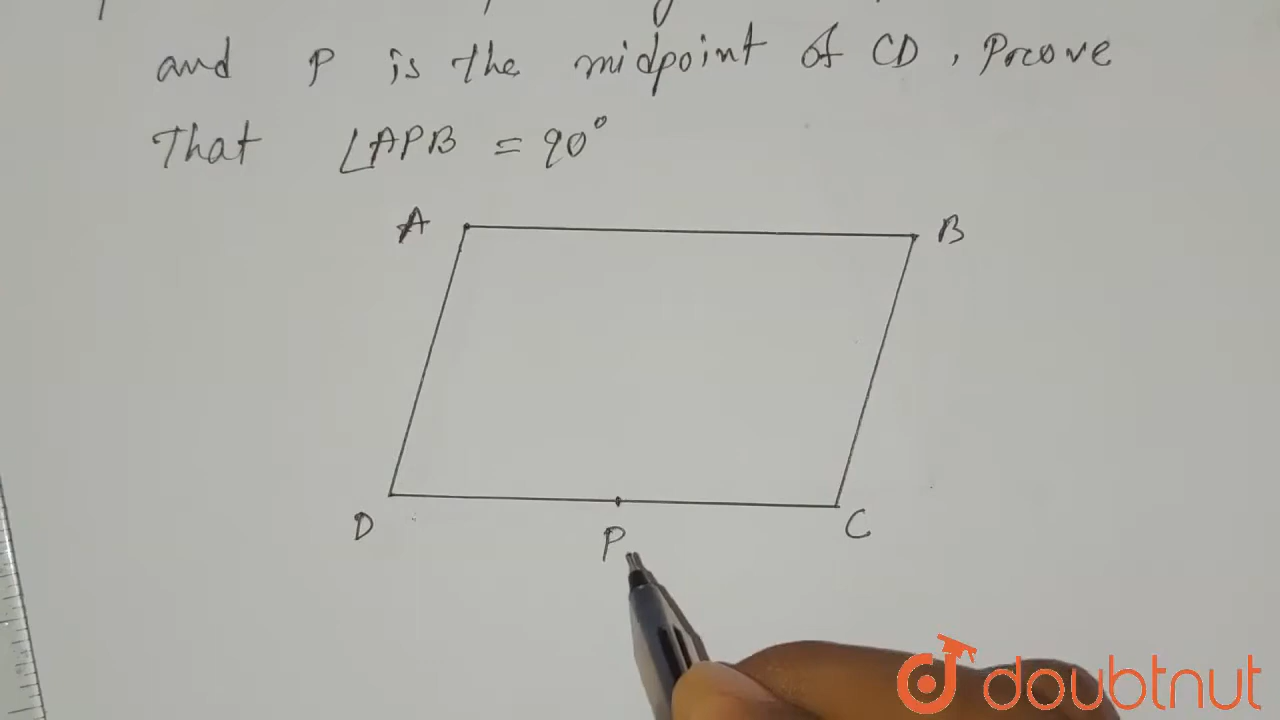 and P is the midpoint of CD, Prove
That ∠APB = 90°
A
B
D
P
C
doubtnut